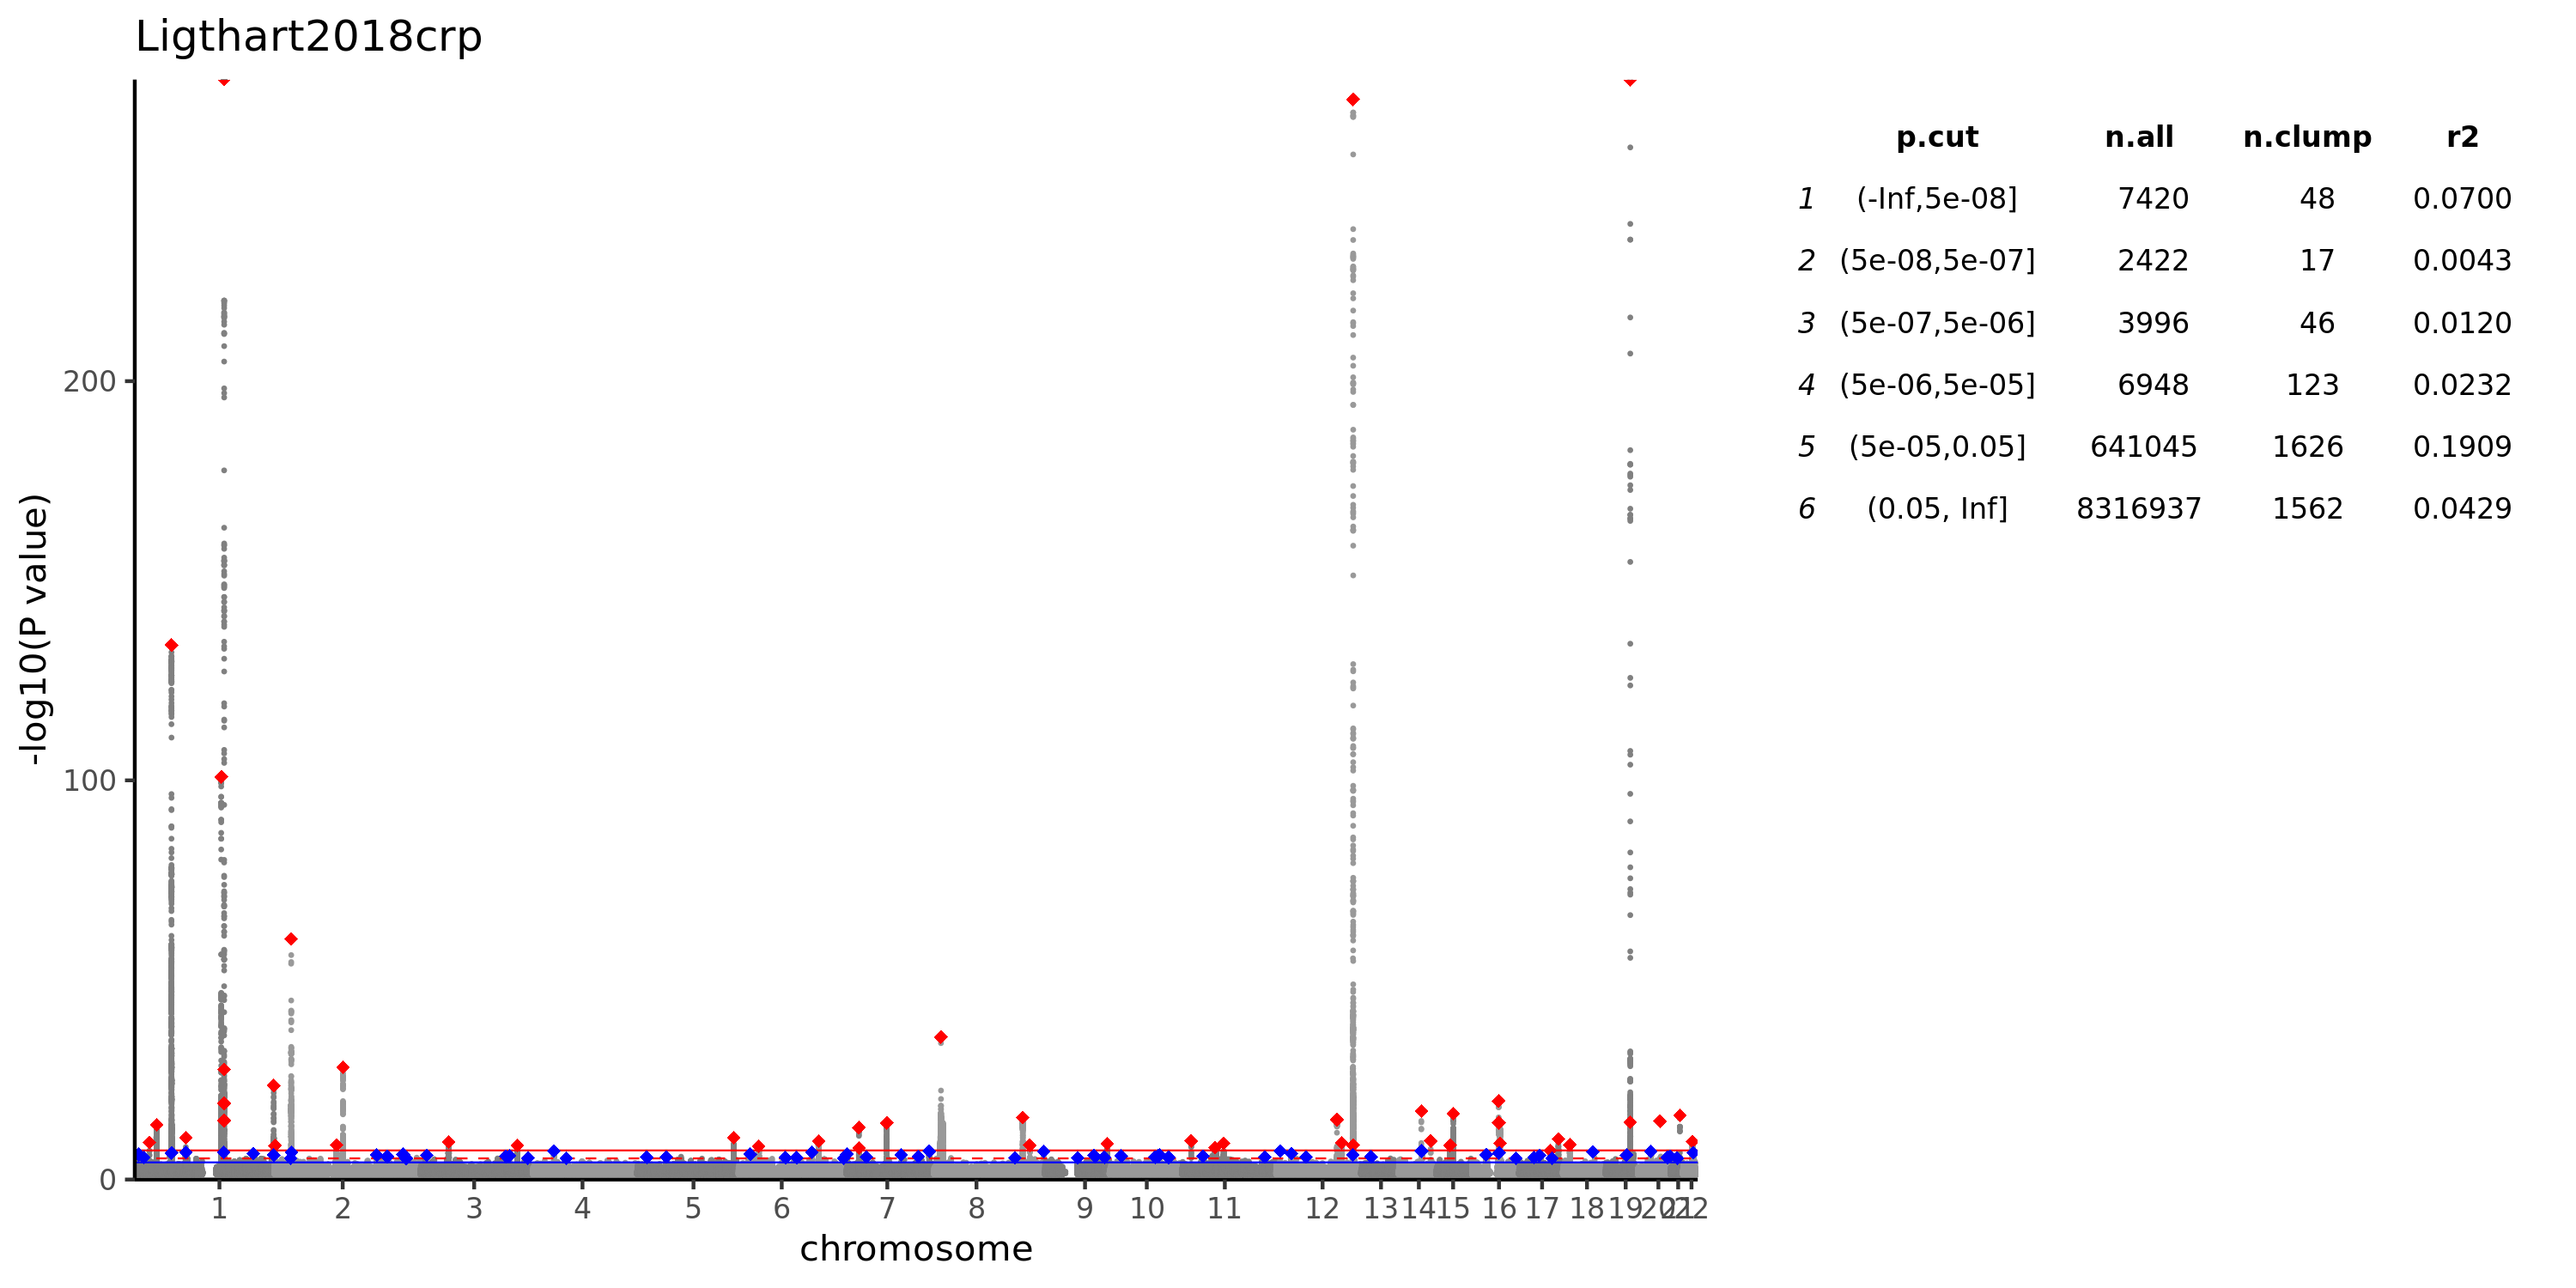 Ligthart2018crp
-log10(P value)
200
100
0
1 2 3 4 5 6 7 8 9 10 11 12 13 14 15 16 17 18 19 20 21 22
chromosome
p.cut n.all n.clump r2
1 (-Inf,5e-08] 7420 48 0.0700
2 (5e-08,5e-07] 2422 17 0.0043
3 (5e-07,5e-06] 3996 46 0.0120
4 (5e-06,5e-05] 6948 123 0.0232
5 (5e-05,0.05] 641045 1626 0.1909
6 (0.05, Inf] 8316937 1562 0.0429